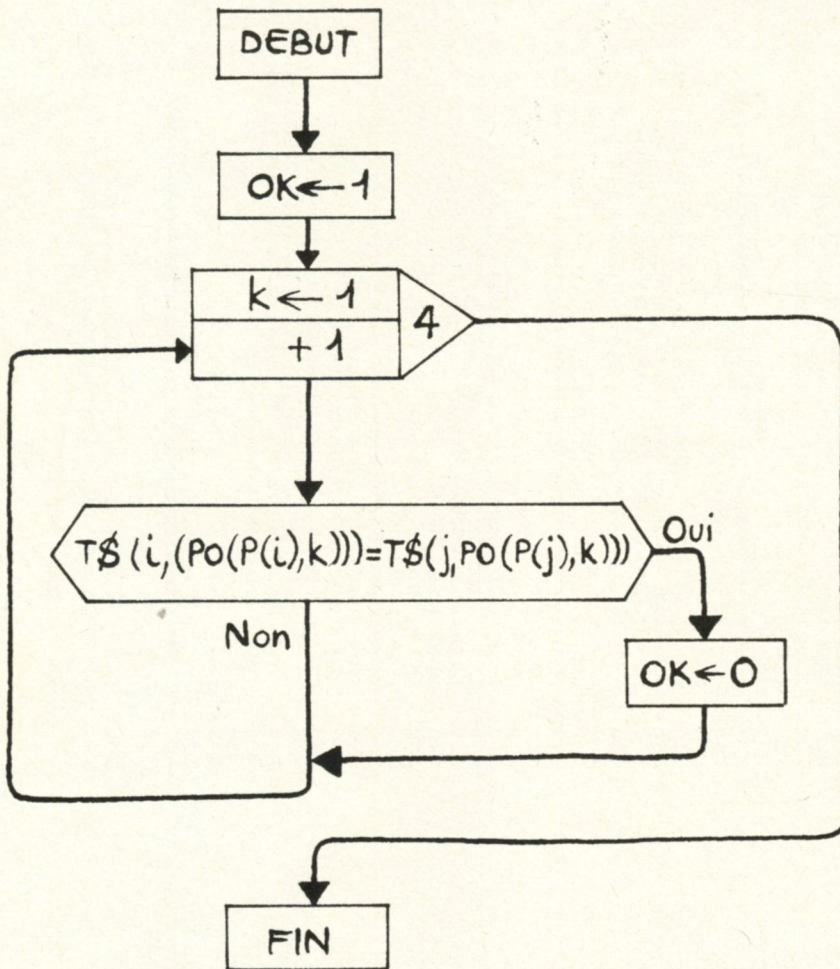 DEBUT
OK←1
k ← 1
+ 1
4
T$(i,(PO(P(i),k)))=T$(j,PO(P(j),k)))
Oui
Non
OK←0
FIN